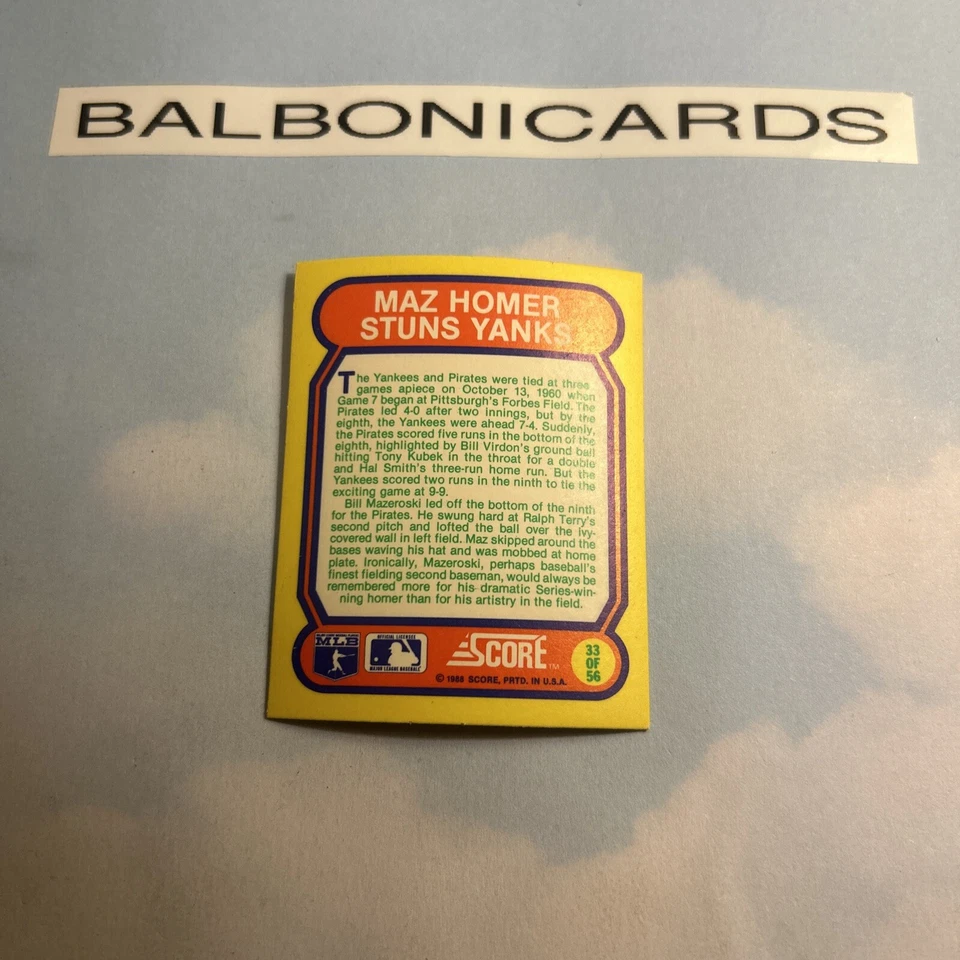 BALBONICARDS
MAZ HOMER
STUNS YANKS
The Yankees and Pirates were tied at three
games apiece on October 13, 1960 when
Game 7 began at Pittsburgh's Forbes Field. The
Pirates led 4-0 after two innings, but by the
eighth, the Yankees were ahead 7-4. Suddenly,
the Pirates scored five runs in the bottom of the
eighth, highlighted by Bill Virdon's ground ball
hitting Tony Kubek in the throat for a double
and Hal Smith's three-run home run. But the
Yankees scored two runs in the ninth to tie the
exciting game at 9-9.
Bill Mazeroski led off the bottom of the ninth
for the Pirates. He swung hard at Ralph Terry's
second pitch and lofted the ball over the ivy-
covered wall in left field. Maz skipped around the
bases waving his hat and was mobbed at home
plate. Ironically, Mazeroski, perhaps baseball's
finest fielding second baseman, would always be
remembered more for his dramatic Series-win-
ning homer than for his artistry in the field.
MLB
OFFICIAL LICENSEE
MAJOR LEAGUE BASEBALL
SCORE TM
© 1988 SCORE, PRTD. IN U.S.A.
33
OF
56